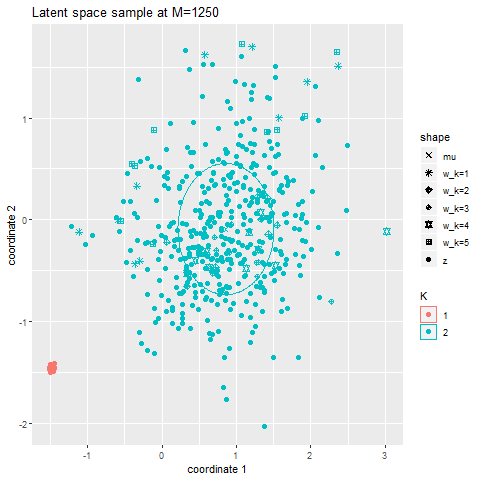 Latent space sample at M=1250
1
0
-1
-2
coordinate 2
-1
0
1
2
3
coordinate 1
shape
mu
w_k=1
w_k=2
w_k=3
w_k=4
w_k=5
z
K
1
2